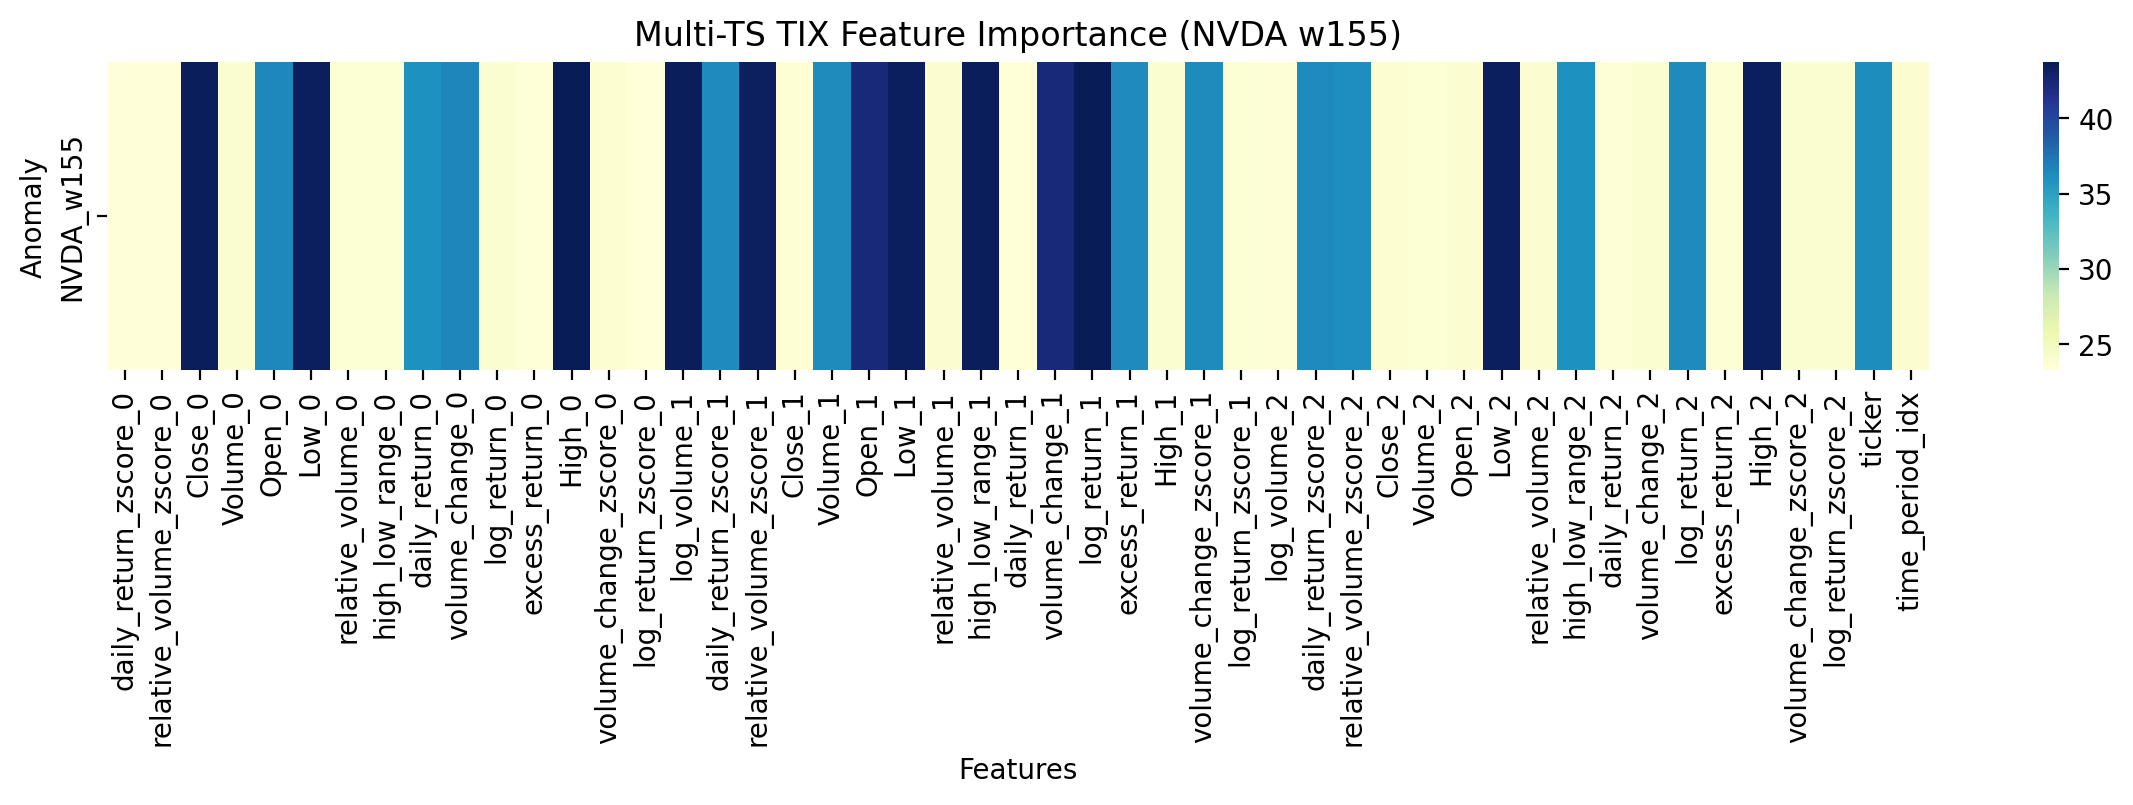 Multi-TS TIX Feature Importance (NVDA w155)
Anomaly
NVDA_w155
40
35
30
25
daily_return_zscore_0
relative_volume_zscore_0
Close_0
Volume_0
Open_0
Low_0
relative_volume_0
high_low_range_0
daily_return_0
volume_change_0
log_return_0
excess_return_0
High_0
volume_change_zscore_0
log_return_zscore_0
log_volume_1
daily_return_zscore_1
relative_volume_zscore_1
Close_1
Volume_1
Open_1
Low_1
relative_volume_1
high_low_range_1
daily_return_1
volume_change_1
log_return_1
excess_return_1
High_1
volume_change_zscore_1
log_return_zscore_1
log_volume_2
daily_return_zscore_2
relative_volume_zscore_2
Close_2
Volume_2
Open_2
Low_2
relative_volume_2
high_low_range_2
daily_return_2
volume_change_2
log_return_2
excess_return_2
High_2
volume_change_zscore_2
log_return_zscore_2
ticker
time_period_idx
Features